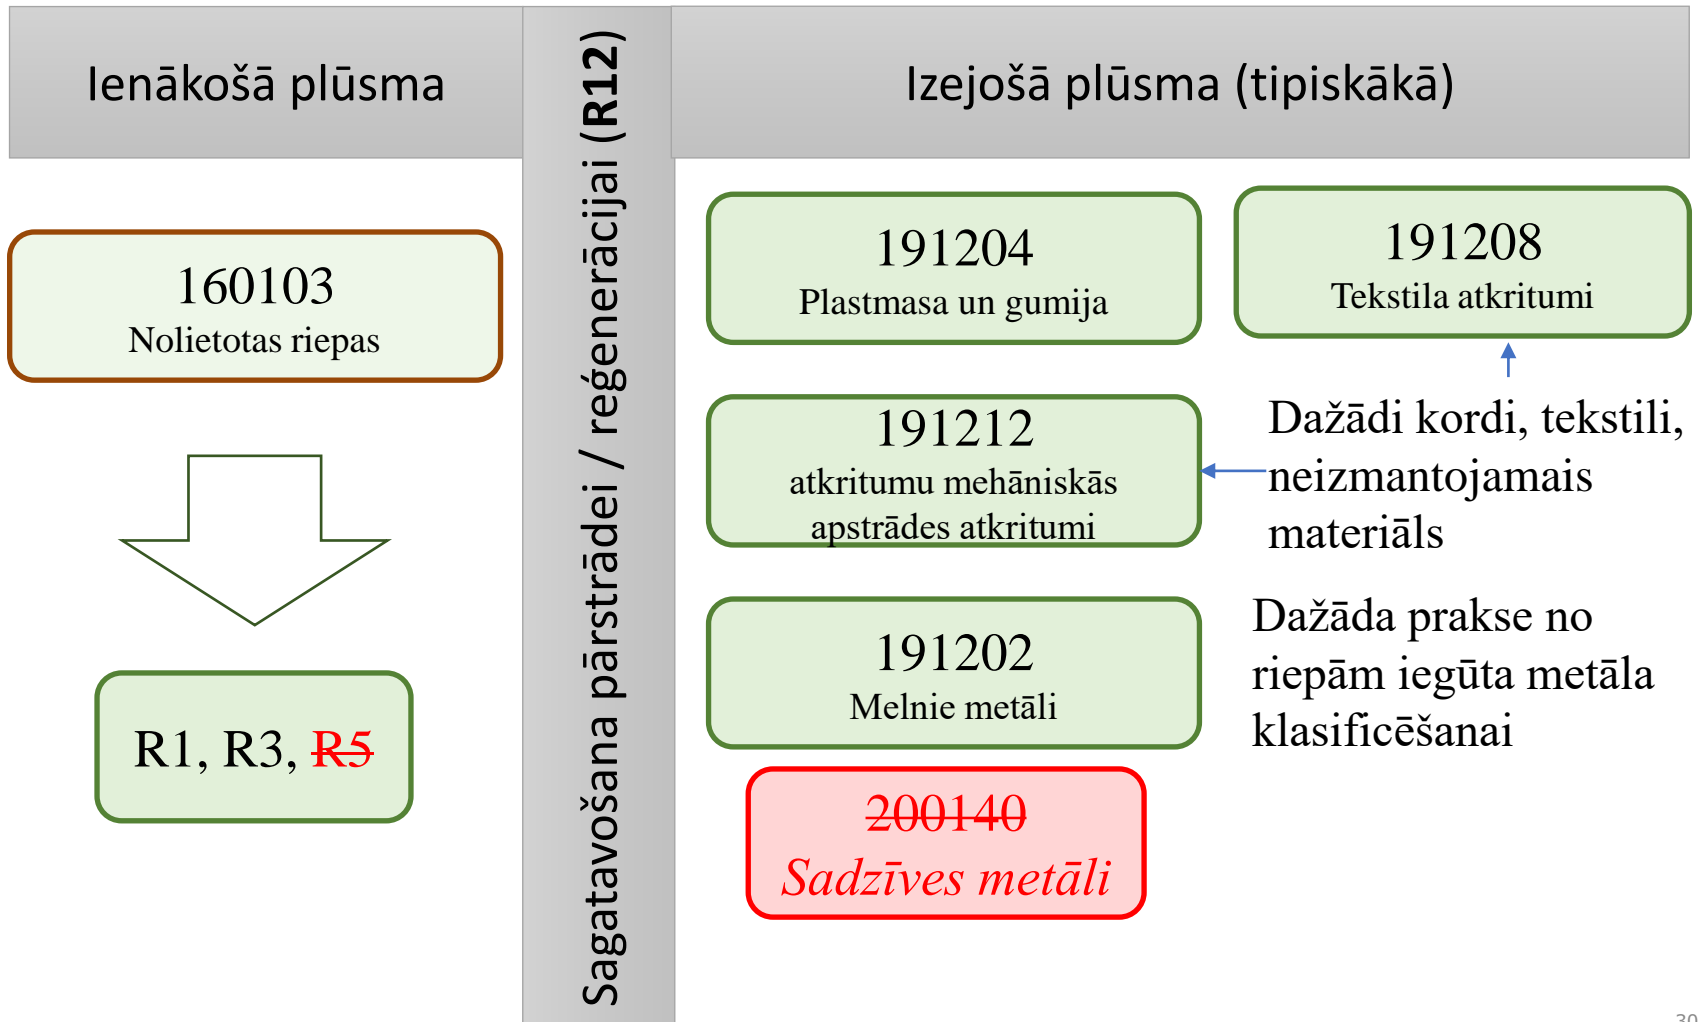 Ienākošā plūsma
160103
Nolietotas riepas
R1, R3, R5
Sagatavošana pārstrādei / reģenerācijai (R12)
Izejošā plūsma (tipiskākā)
191204
Plastmasa un gumija
191208
Tekstila atkritumi
191212
atkritumu mehāniskās
apstrādes atkritumi
Dažādi kordi, tekstili,
neizmantojamais
materiāls
191202
Melnie metāli
Dažāda prakse no
riepām iegūta metāla
klasificēšanai
200140
Sadzīves metāli
30